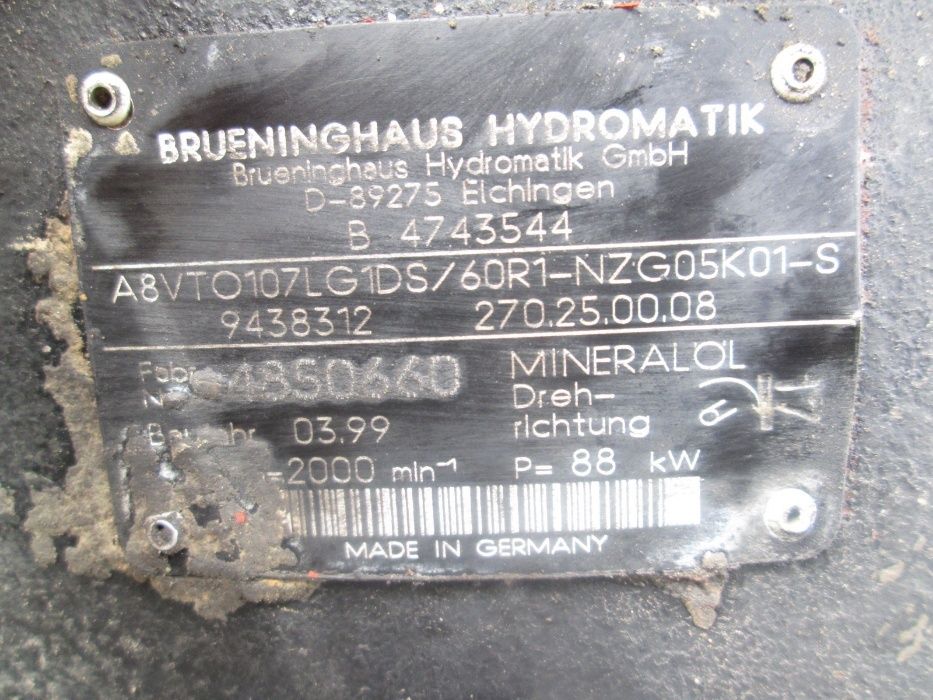 BRUENINGHAUS HYDROMATIK
Brueninghaus Hydromatik GmbH
D-89275 Elchingen
B 4743544
A8VTO107LG1DS/60R1-NZG05K01-S
9438312 270.25.00.08
MINERALÖL
Dreh-
richtung
03.99
-2000 min⁻¹ P= 88 kW
MADE IN GERMANY